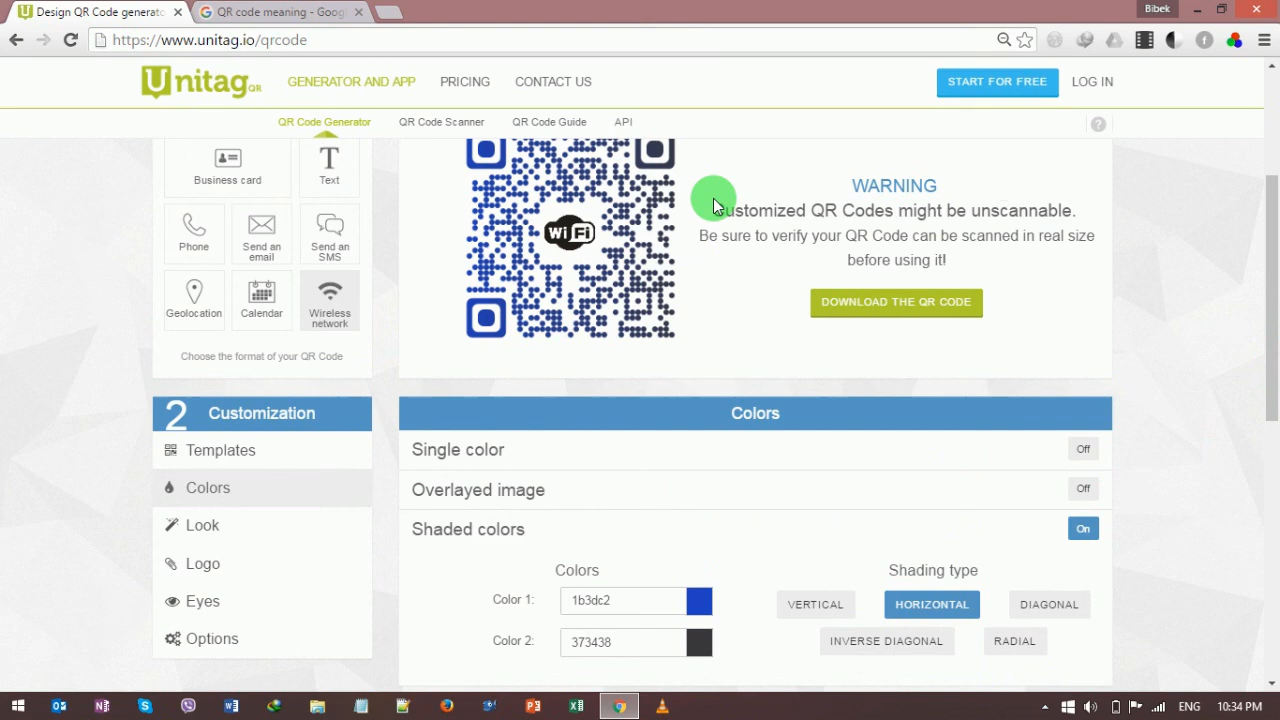 Design QR Code generato
QR code meaning - Goog
Bibek
https://www.unitag.io/qrcode
Unitag QR
GENERATOR AND APP
PRICING
CONTACT US
START FOR FREE
LOG IN
QR Code Generator
QR Code Scanner
QR Code Guide
API
?
Business card
Text
Phone
Send an
email
Send an
SMS
Geolocation
Calendar
Wireless
network
Choose the format of your QR Code
WiFi
WARNING
Customized QR Codes might be unscannable.
Be sure to verify your QR Code can be scanned in real size
before using it!
DOWNLOAD THE QR CODE
2 Customization
Templates
Colors
Look
Logo
Eyes
Options
Colors
Single color
Off
Overlayed image
Off
Shaded colors
On
Colors
Color 1:
1b3dc2
Color 2:
373438
Shading type
VERTICAL
HORIZONTAL
DIAGONAL
INVERSE DIAGONAL
RADIAL
ENG
10:34 PM